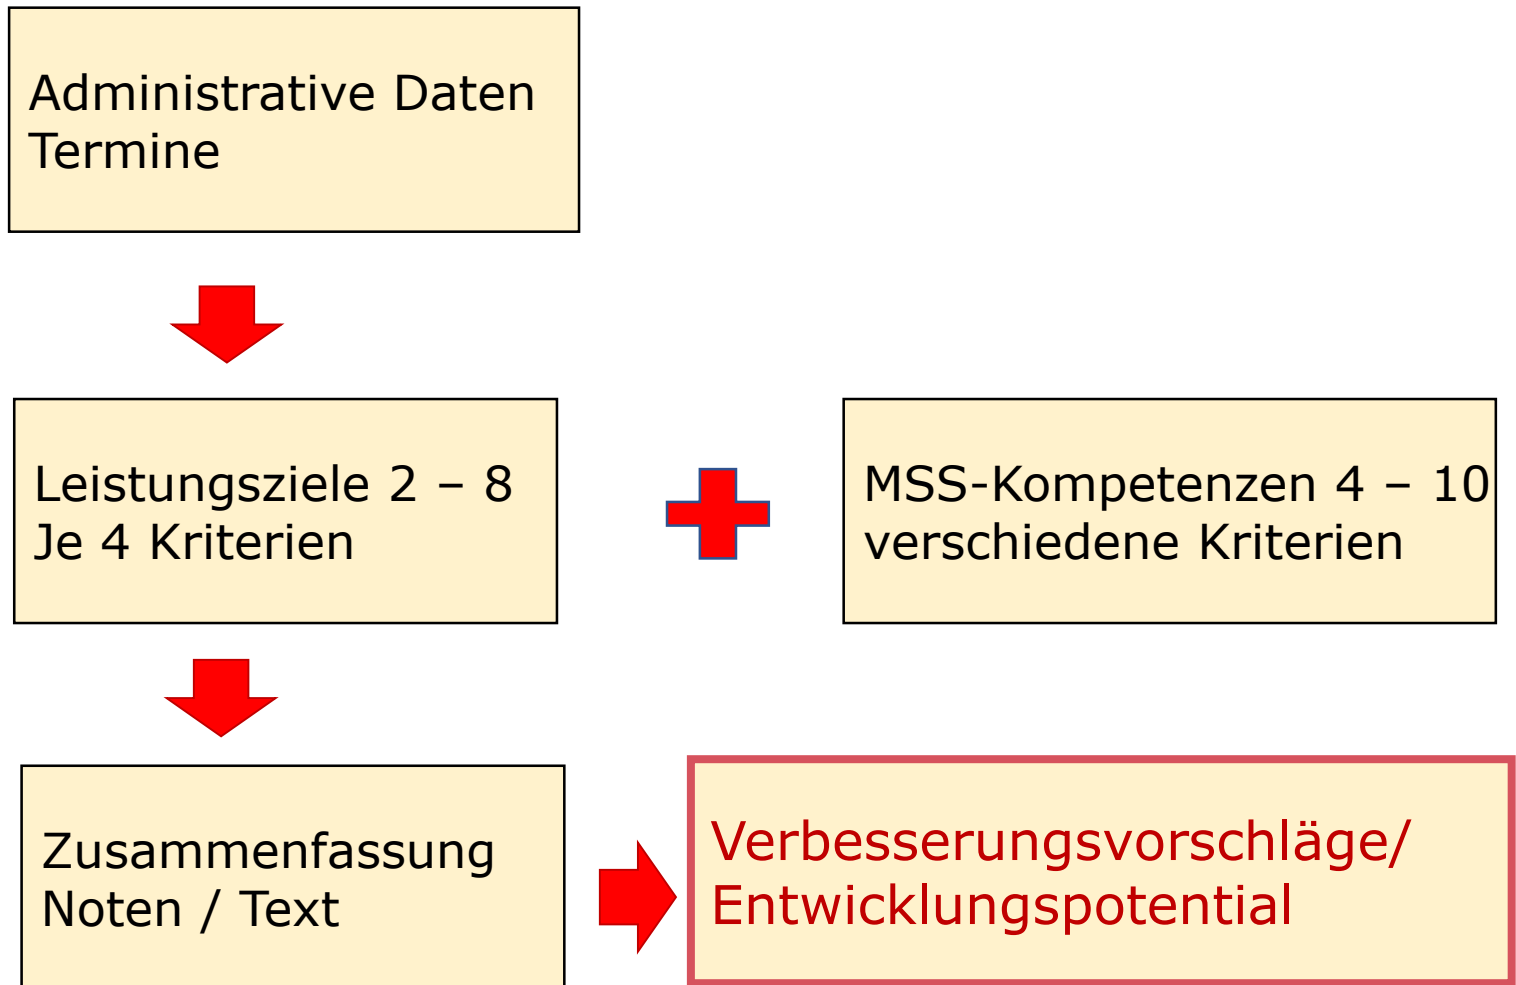 Administrative Daten
Termine
Leistungsziele 2 – 8
Je 4 Kriterien
MSS-Kompetenzen 4 – 10
verschiedene Kriterien
Zusammenfassung
Noten / Text
Verbesserungsvorschläge/
Entwicklungspotential